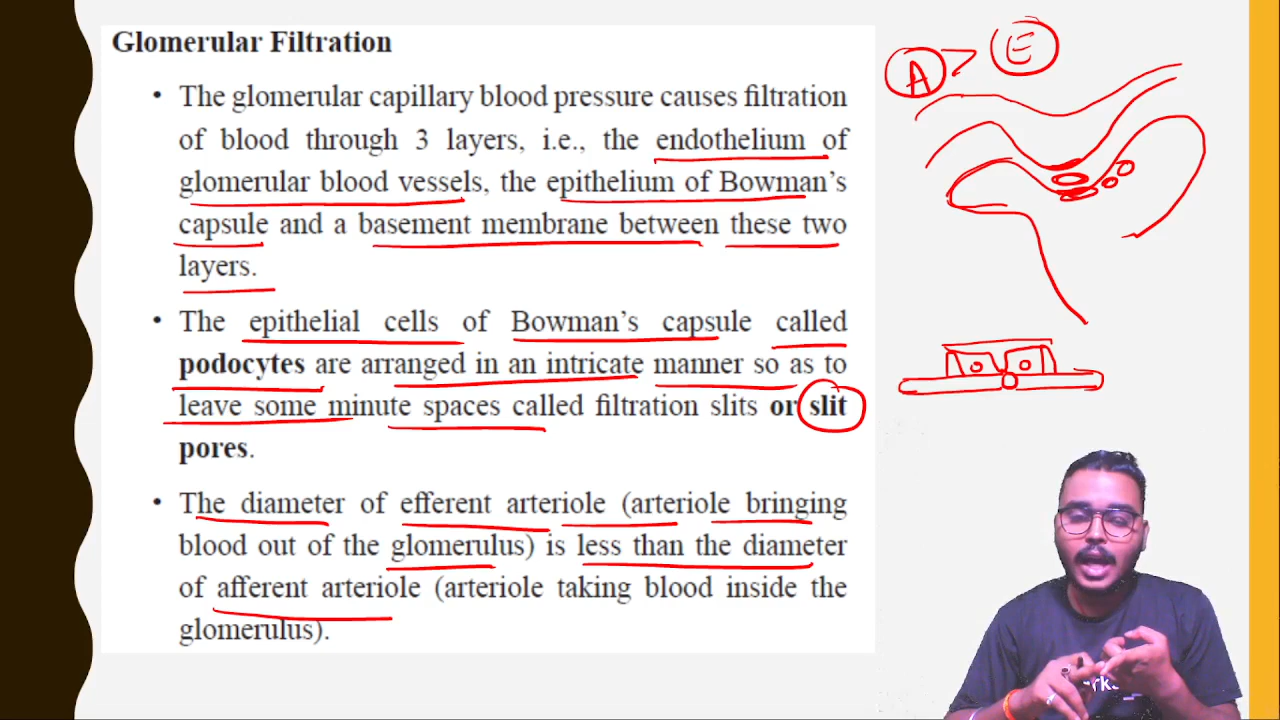 Glomerular Filtration
• The glomerular capillary blood pressure causes filtration
of blood through 3 layers, i.e., the endothelium of
glomerular blood vessels, the epithelium of Bowman's
capsule and a basement membrane between these two
layers.
• The epithelial cells of Bowman's capsule called
podocytes are arranged in an intricate manner so as to
leave some minute spaces called filtration slits or slit
pores.
• The diameter of efferent arteriole (arteriole bringing
blood out of the glomerulus) is less than the diameter
of afferent arteriole (arteriole taking blood inside the
glomerulus).
A > E